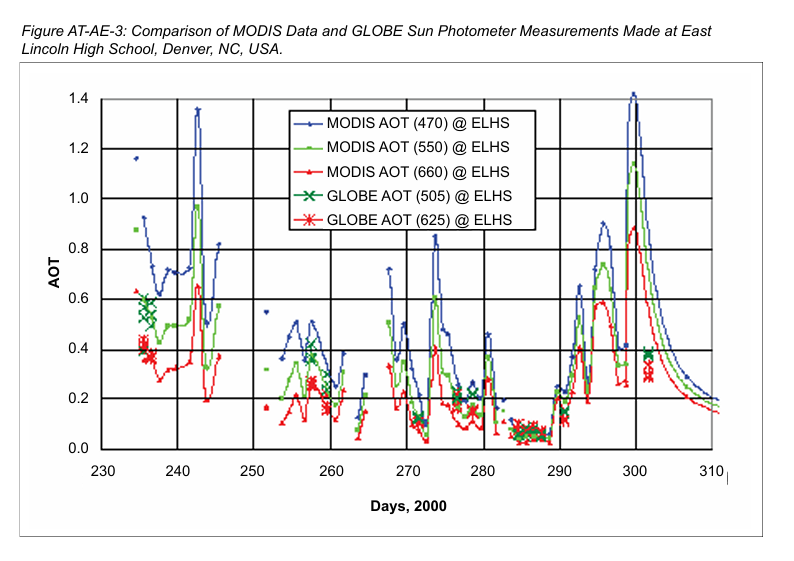 Figure AT-AE-3: Comparison of MODIS Data and GLOBE Sun Photometer Measurements Made at East
Lincoln High School, Denver, NC, USA.
1.4
1.2
1.0
0.8
0.6
0.4
0.2
0.0
AOT
MODIS AOT (470) @ ELHS
MODIS AOT (550) @ ELHS
MODIS AOT (660) @ ELHS
GLOBE AOT (505) @ ELHS
GLOBE AOT (625) @ ELHS
230 240 250 260 270 280 290 300 310
Days, 2000